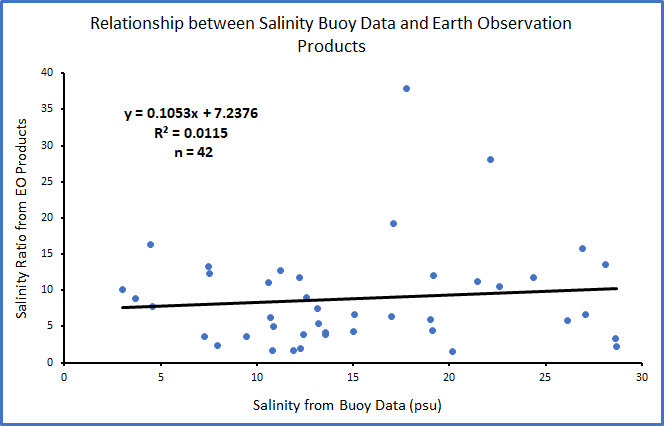 Relationship between Salinity Buoy Data and Earth Observation
Products
Salinity Ratio from EO Products
40
35
30
25
20
15
10
5
0
y = 0.1053x + 7.2376
R² = 0.0115
n = 42
0 5 10 15 20 25 30
Salinity from Buoy Data (psu)